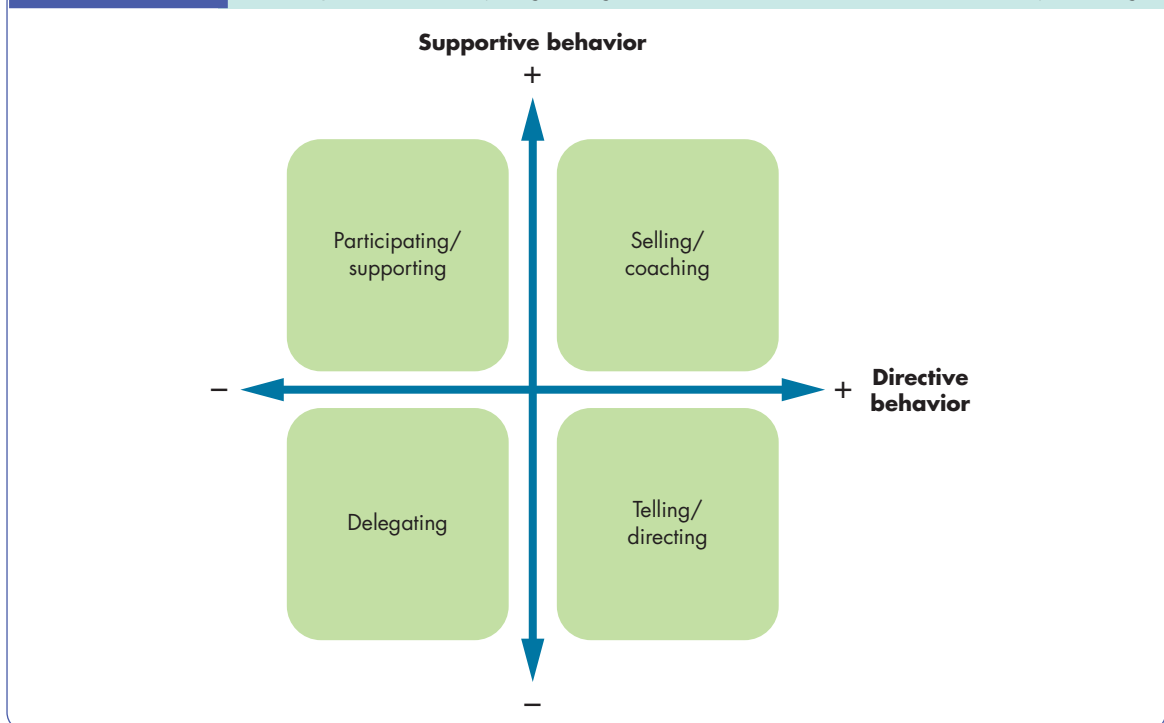 Supportive behavior
+
Participating/
supporting
Selling/
coaching
−
+
Directive
behavior
Delegating
Telling/
directing
−